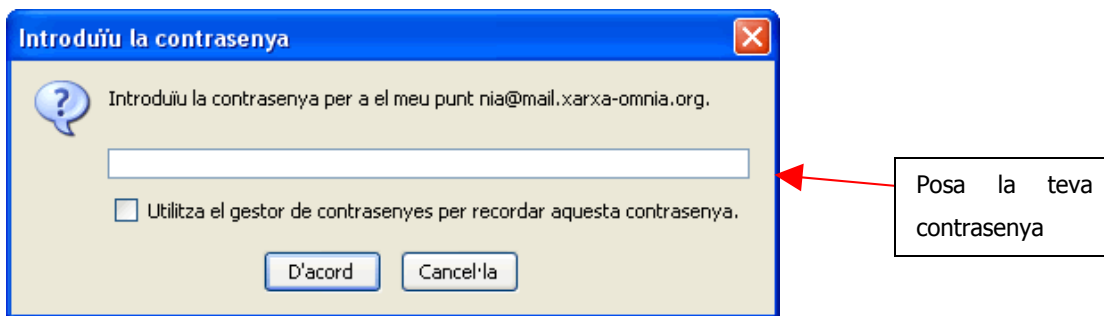 Introduïu la contrasenya
Introduïu la contrasenya per a el meu punt nia@mail.xarxa-omnia.org.
Utilitza el gestor de contrasenyes per recordar aquesta contrasenya.
D'acord
Cancel·la
Posa la teva
contrasenya